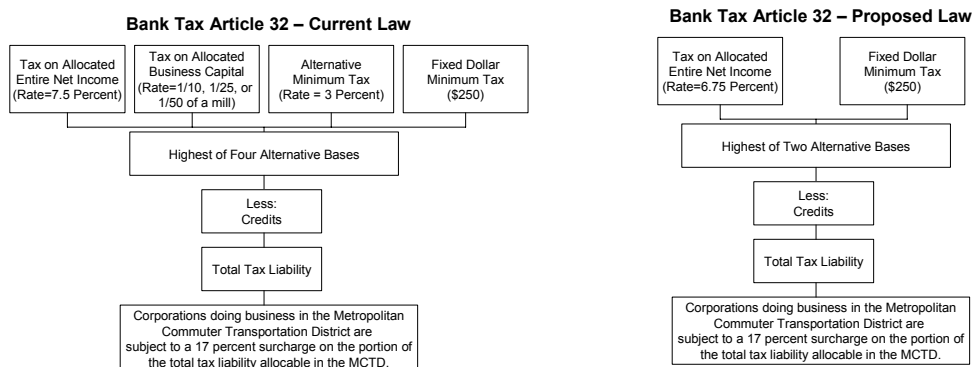 Bank Tax Article 32 – Current Law
Tax on Allocated
Entire Net Income
(Rate=7.5 Percent)
Tax on Allocated
Business Capital
(Rate=1/10, 1/25, or
1/50 of a mill)
Alternative
Minimum Tax
(Rate = 3 Percent)
Fixed Dollar
Minimum Tax
($250)
Highest of Four Alternative Bases
Less:
Credits
Total Tax Liability
Corporations doing business in the Metropolitan
Commuter Transportation District are
subject to a 17 percent surcharge on the portion of
the total tax liability allocable in the MCTD.
Bank Tax Article 32 – Proposed Law
Tax on Allocated
Entire Net Income
(Rate=6.75 Percent)
Fixed Dollar
Minimum Tax
($250)
Highest of Two Alternative Bases
Less:
Credits
Total Tax Liability
Corporations doing business in the Metropolitan
Commuter Transportation District are
subject to a 17 percent surcharge on the portion of
the total tax liability allocable in the MCTD.